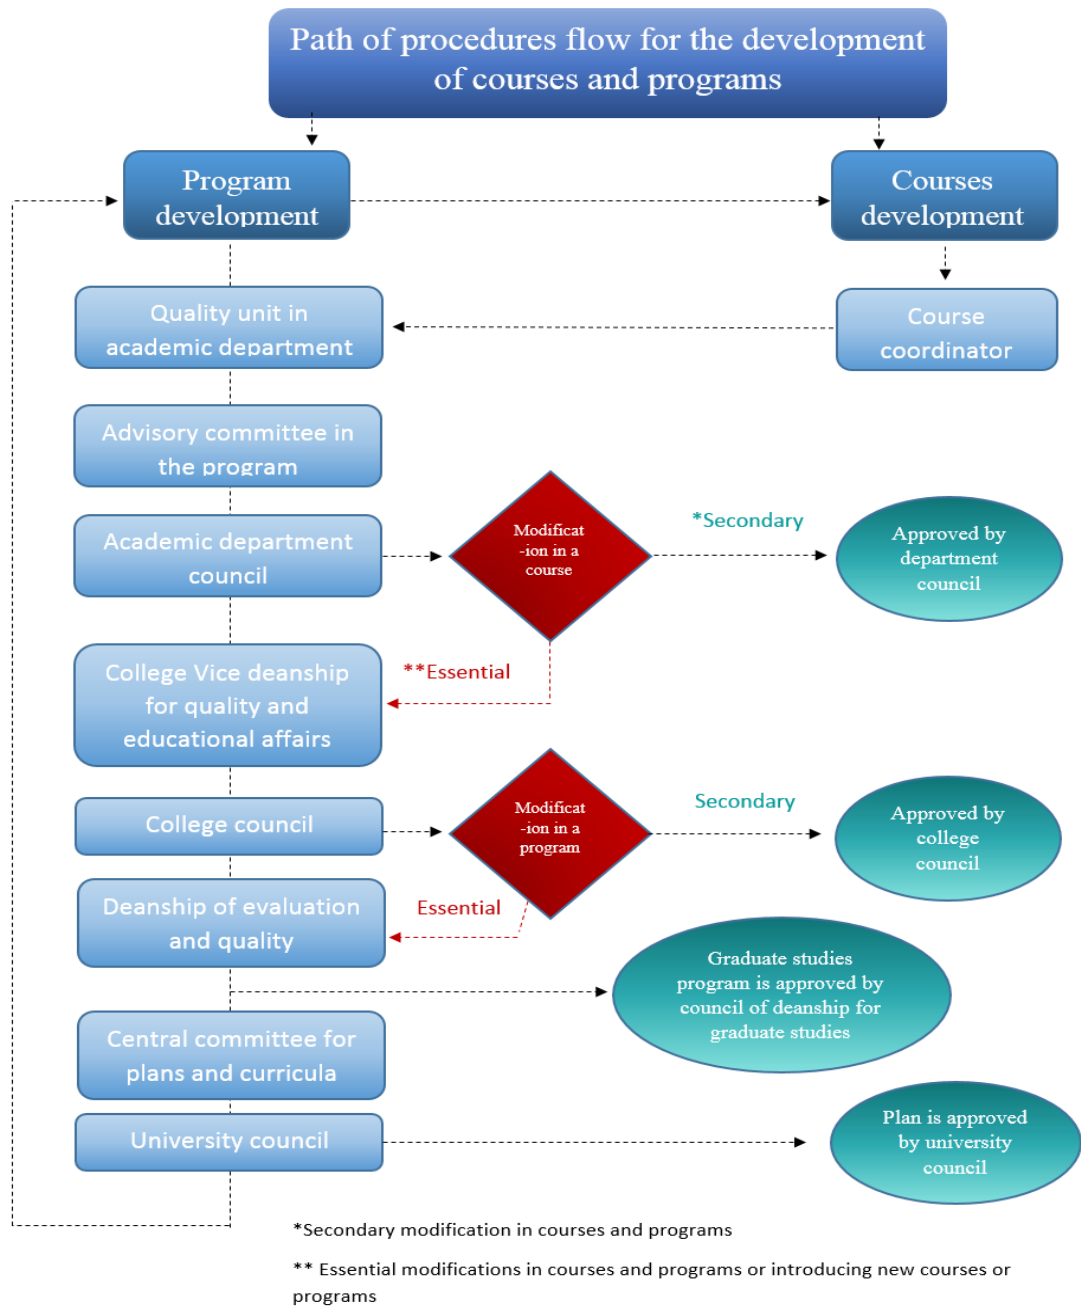 Path of procedures flow for the development
of courses and programs
Program
development
Courses
development
Quality unit in
academic department
Course
coordinator
Advisory committee in
the program
Academic department
council
Modificat
-ion in a
course
*Secondary
Approved by
department
council
**Essential
College Vice deanship
for quality and
educational affairs
College council
Modificat
-ion in a
program
Secondary
Approved by
college
council
Essential
Deanship of evaluation
and quality
Graduate studies
program is approved by
council of deanship for
graduate studies
Central committee for
plans and curricula
University council
Plan is approved
by university
council
*Secondary modification in courses and programs
** Essential modifications in courses and programs or introducing new courses or
programs